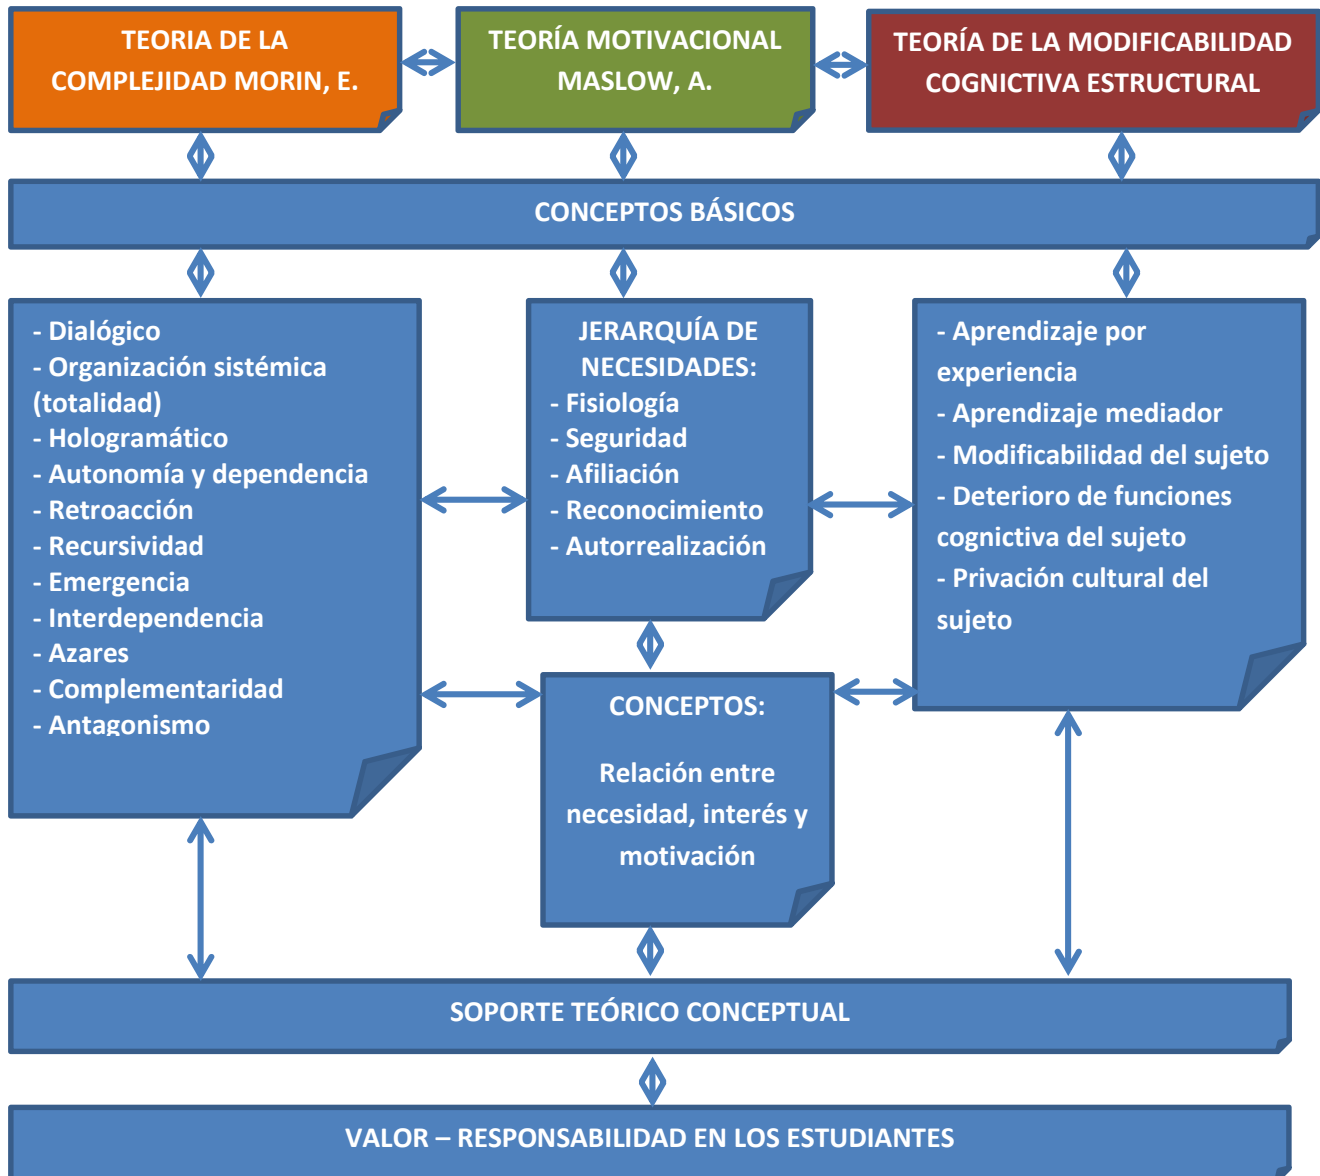 TEORIA DE LA
COMPLEJIDAD MORIN, E.
TEORÍA MOTIVACIONAL
MASLOW, A.
TEORÍA DE LA MODIFICABILIDAD
COGNICTIVA ESTRUCTURAL
CONCEPTOS BÁSICOS
- Dialógico
- Organización sistémica
(totalidad)
- Hologramático
- Autonomía y dependencia
- Retroacción
- Recursividad
- Emergencia
- Interdependencia
- Azares
- Complementaridad
- Antagonismo
JERARQUÍA DE
NECESIDADES:
- Fisiología
- Seguridad
- Afiliación
- Reconocimiento
- Autorrealización
- Aprendizaje por
experiencia
- Aprendizaje mediador
- Modificabilidad del sujeto
- Deterioro de funciones
cognictiva del sujeto
- Privación cultural del
sujeto
CONCEPTOS:
Relación entre
necesidad, interés y
motivación
SOPORTE TEÓRICO CONCEPTUAL
VALOR – RESPONSABILIDAD EN LOS ESTUDIANTES